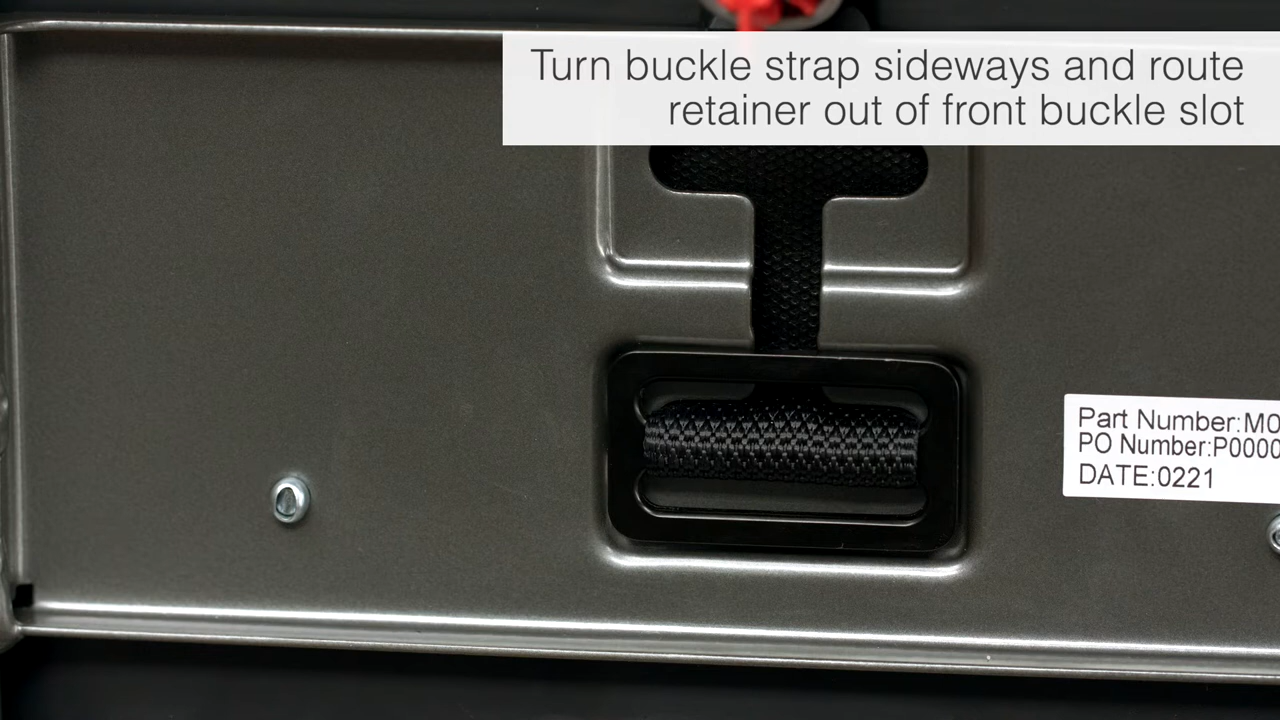 Turn buckle strap sideways and route
retainer out of front buckle slot
Part Number:M0
PO Number:P0000
DATE:0221